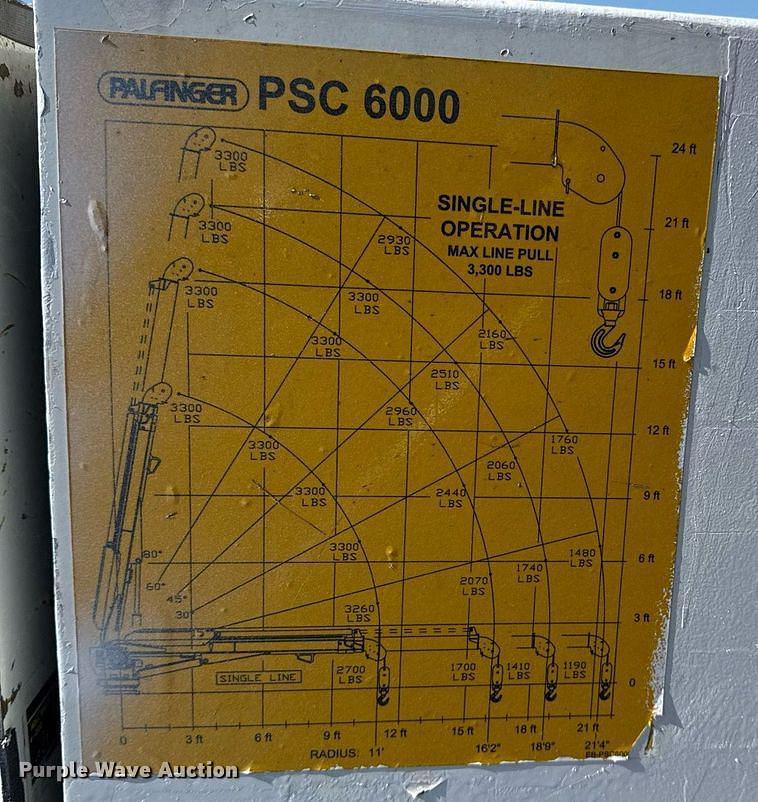 PALFINGER PSC 6000
24 ft
3300
LBS
SINGLE-LINE
OPERATION
MAX LINE PULL
3,300 LBS
21 ft
3300
LBS
2930
LBS
3300
LBS
3300
LBS
18 ft
3300
LBS
2160
LBS
15 ft
2510
LBS
3300
LBS
2960
LBS
12 ft
3300
LBS
1760
LBS
2060
LBS
3300
LBS
2440
LBS
9 ft
3300
LBS
1480
LBS
6 ft
80°
60°
45°
30°
1740
LBS
2070
LBS
3260
LBS
3 ft
5°
SINGLE LINE
2700
LBS
1700
LBS
1410
LBS
1190
LBS
0
0 3 ft 6 ft 9 ft 12 ft 15 ft 18 ft 21 ft
RADIUS: 11' 16'2" 18'9" 21'4"
Purple Wave Auction